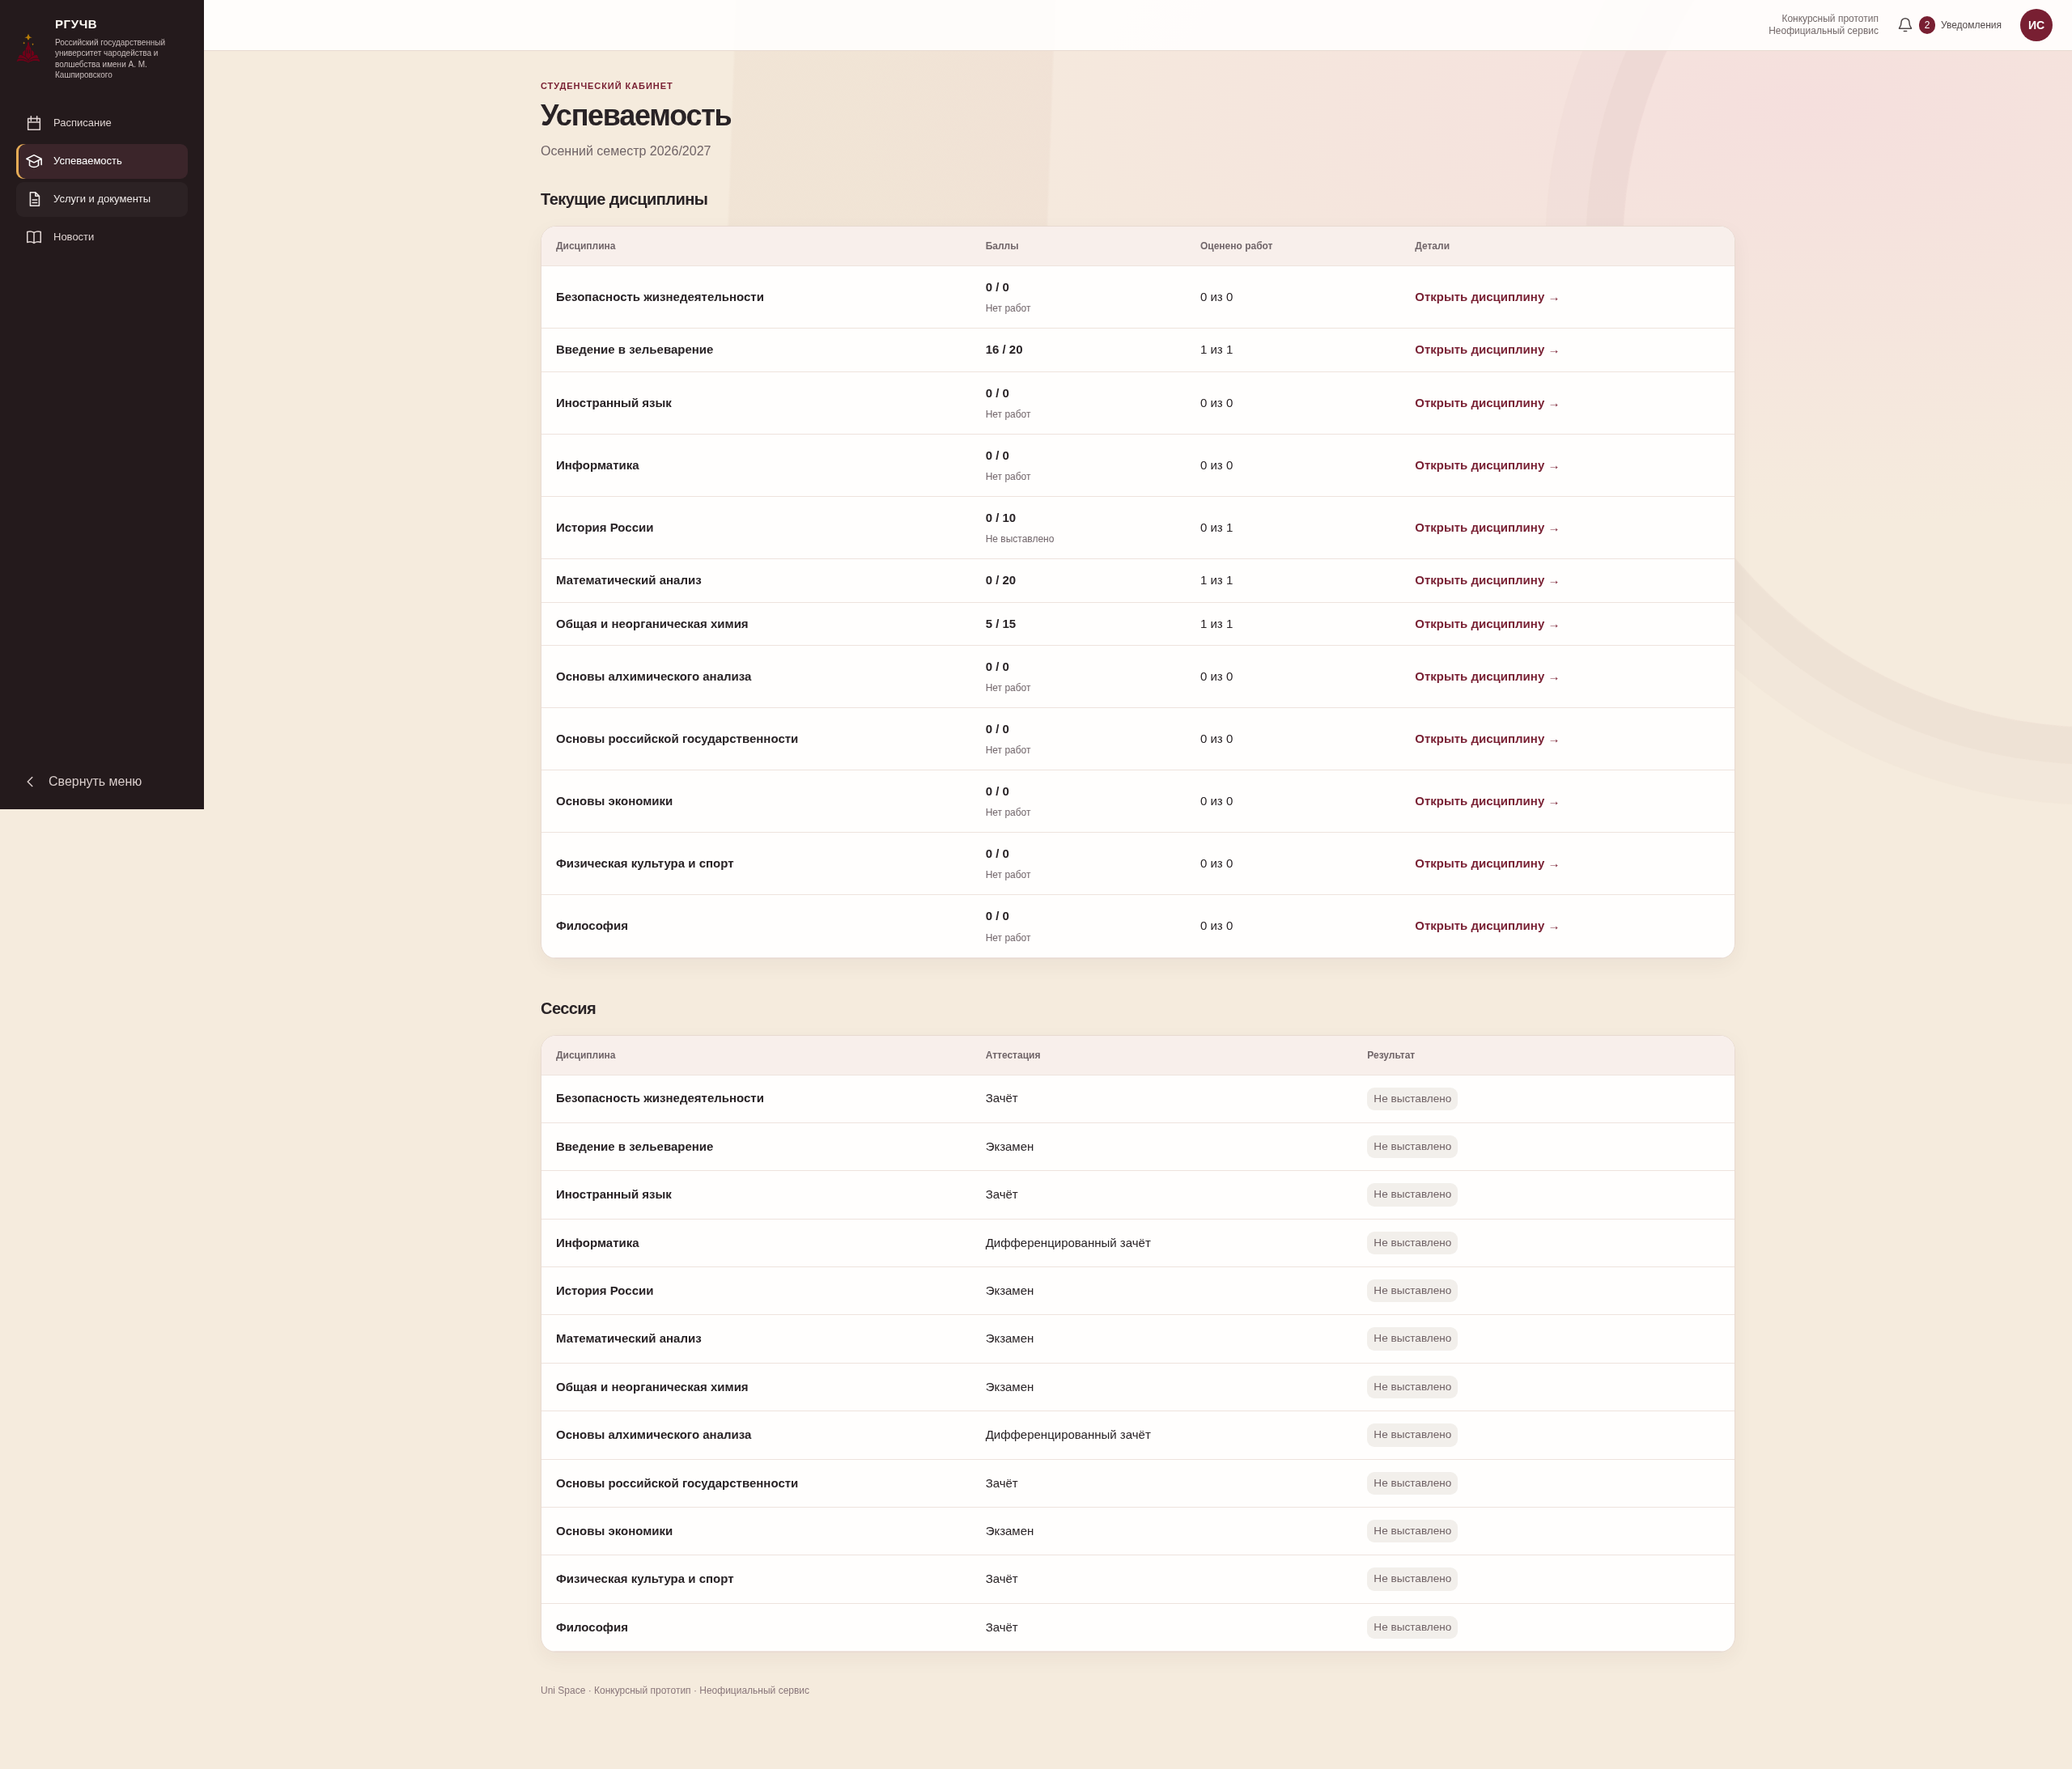 РГУЧВ
Российский государственный
университет чародейства и
волшебства имени А. М.
Кашпировского
Расписание
Успеваемость
Услуги и документы
Новости
Свернуть меню
Конкурсный прототип
Неофициальный сервис
2 Уведомления
ИС
СТУДЕНЧЕСКИЙ КАБИНЕТ
Успеваемость
Осенний семестр 2026/2027
Текущие дисциплины
Дисциплина Баллы Оценено работ Детали
Безопасность жизнедеятельности 0 / 0 0 из 0 Открыть дисциплину →
Нет работ
Введение в зельеварение 16 / 20 1 из 1 Открыть дисциплину →
Иностранный язык 0 / 0 0 из 0 Открыть дисциплину →
Нет работ
Информатика 0 / 0 0 из 0 Открыть дисциплину →
Нет работ
История России 0 / 10 0 из 1 Открыть дисциплину →
Не выставлено
Математический анализ 0 / 20 1 из 1 Открыть дисциплину →
Общая и неорганическая химия 5 / 15 1 из 1 Открыть дисциплину →
Основы алхимического анализа 0 / 0 0 из 0 Открыть дисциплину →
Нет работ
Основы российской государственности 0 / 0 0 из 0 Открыть дисциплину →
Нет работ
Основы экономики 0 / 0 0 из 0 Открыть дисциплину →
Нет работ
Физическая культура и спорт 0 / 0 0 из 0 Открыть дисциплину →
Нет работ
Философия 0 / 0 0 из 0 Открыть дисциплину →
Нет работ
Сессия
Дисциплина Аттестация Результат
Безопасность жизнедеятельности Зачёт Не выставлено
Введение в зельеварение Экзамен Не выставлено
Иностранный язык Зачёт Не выставлено
Информатика Дифференцированный зачёт Не выставлено
История России Экзамен Не выставлено
Математический анализ Экзамен Не выставлено
Общая и неорганическая химия Экзамен Не выставлено
Основы алхимического анализа Дифференцированный зачёт Не выставлено
Основы российской государственности Зачёт Не выставлено
Основы экономики Экзамен Не выставлено
Физическая культура и спорт Зачёт Не выставлено
Философия Зачёт Не выставлено
Uni Space · Конкурсный прототип · Неофициальный сервис